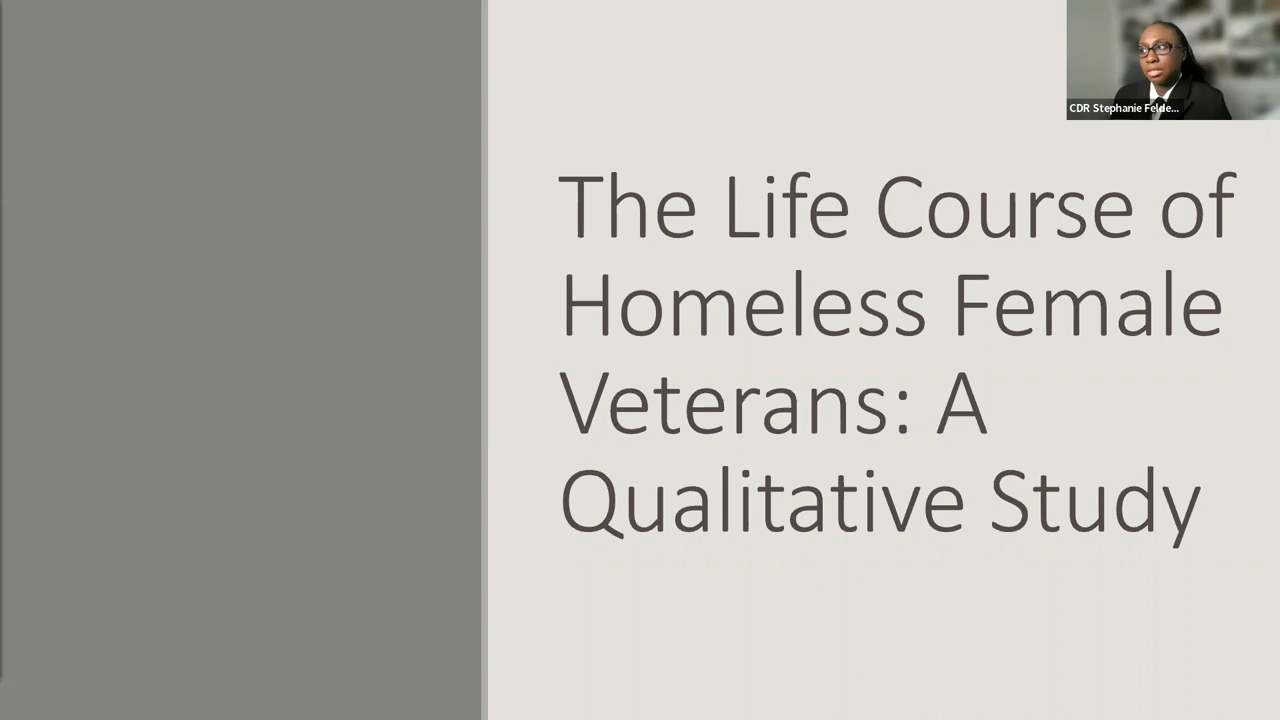 CDR Stephanie Felde...
The Life Course of
Homeless Female
Veterans: A
Qualitative Study